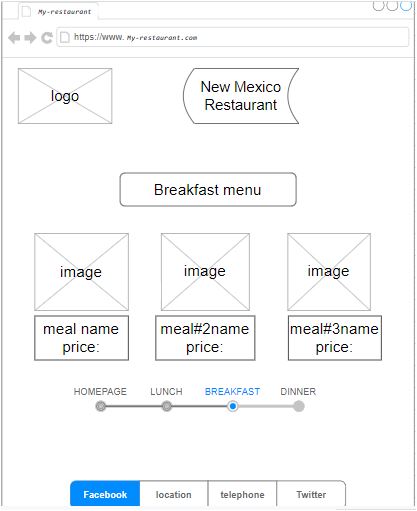 My-restaurant
https://www. My-restaurant.com
logo
New Mexico
Restaurant
Breakfast menu
image
image
image
meal name
price:
meal#2name
price:
meal#3name
price:
HOMEPAGE LUNCH BREAKFAST DINNER
Facebook location telephone Twitter